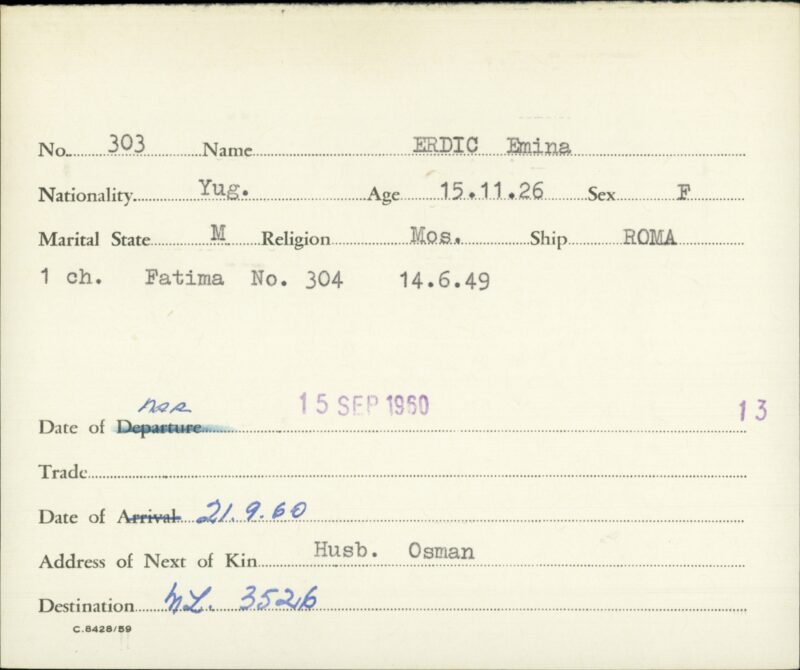 No. 303 Name ERDIC Emina
Nationality Yug. Age 15.11.26 Sex F
Marital State M Religion Mos. Ship ROMA
1 ch. Fatima No. 304 14.6.49
Date of Departure 15 SEP 1960 13
Trade
Date of Arrival 21.9.60
Address of Next of Kin Husb. Osman
Destination 3526
C.8428/59